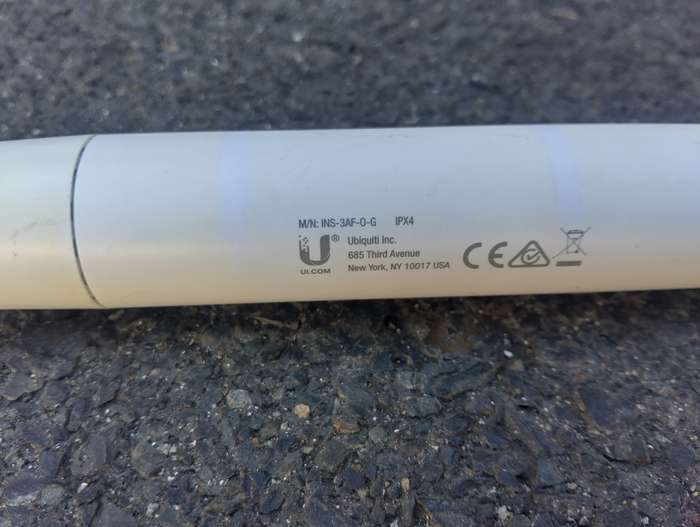 M/N: INS-3AF-O-G IPX4
U®
UI.COM
Ubiquiti Inc.
685 Third Avenue
New York, NY 10017 USA
CE